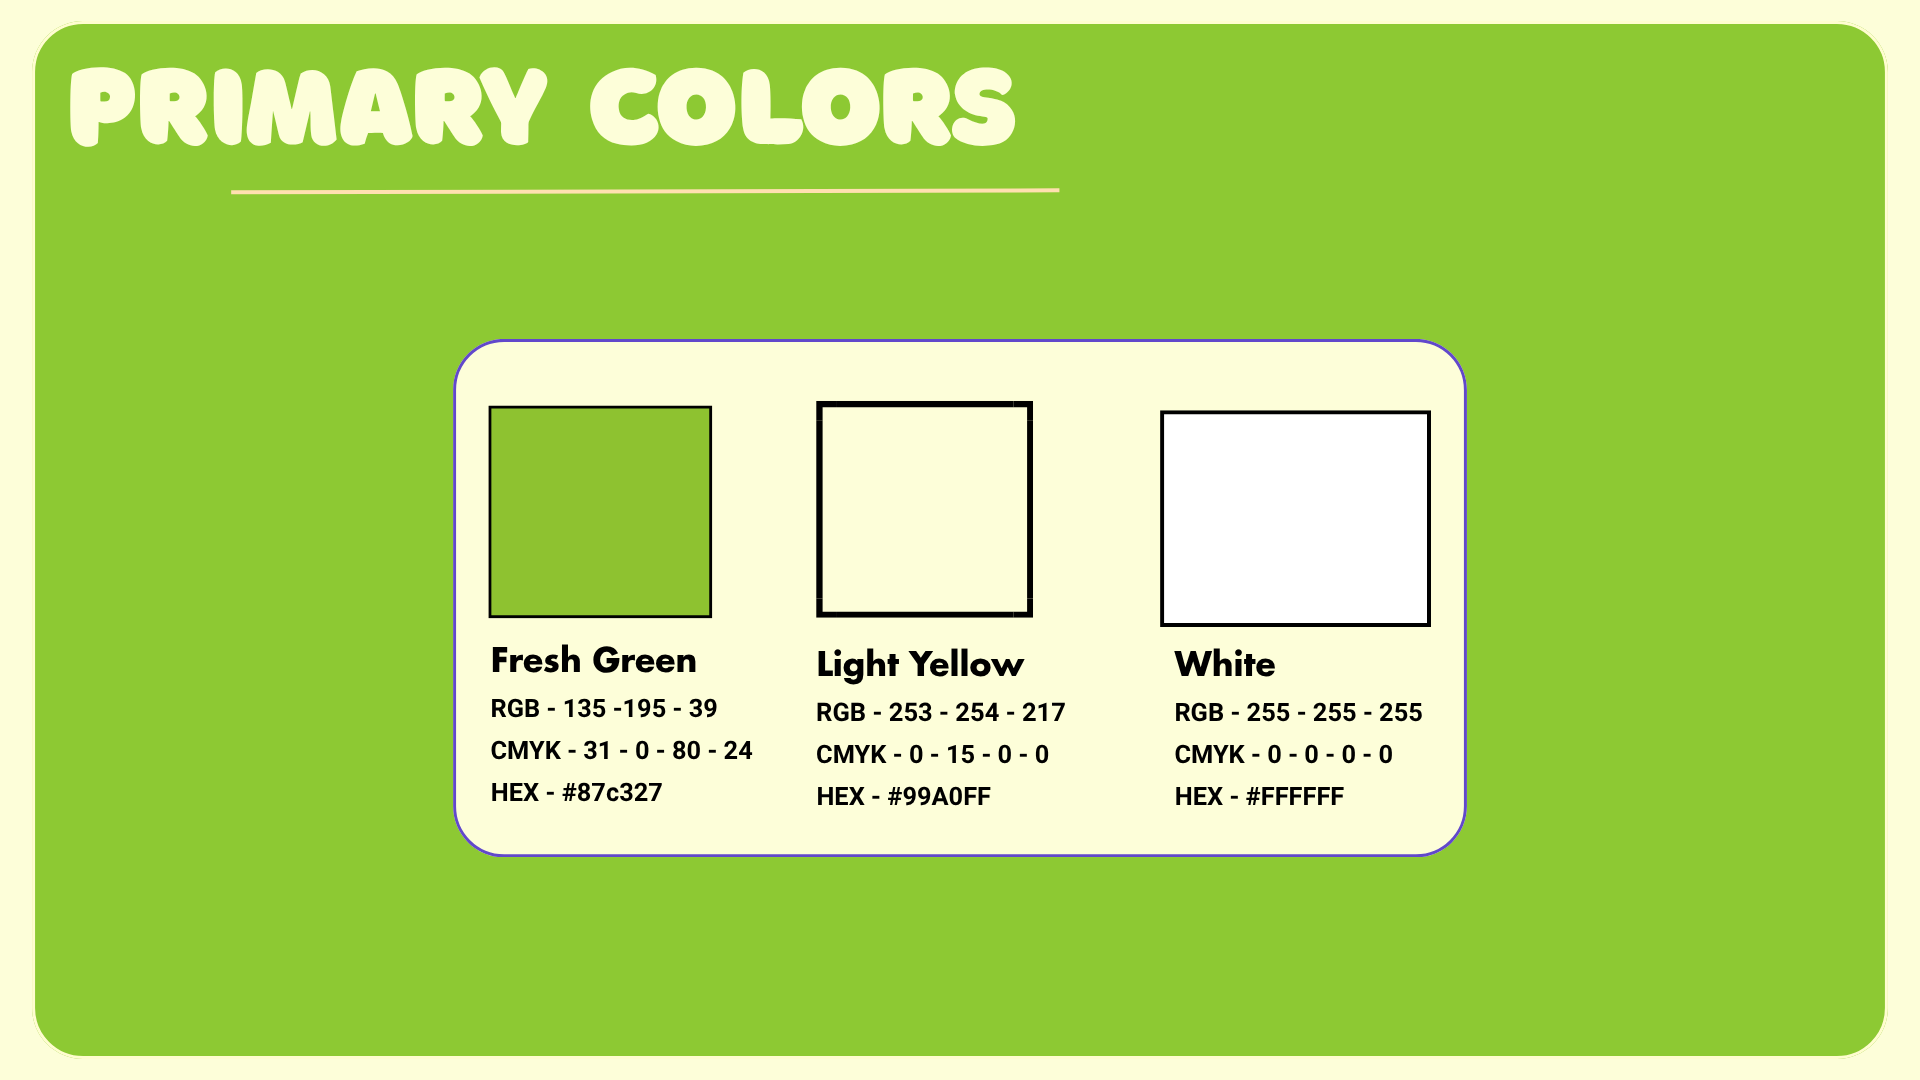 PRIMARY COLORS
Fresh Green
RGB - 135 -195 - 39
CMYK - 31 - 0 - 80 - 24
HEX - #87c327
Light Yellow
RGB - 253 - 254 - 217
CMYK - 0 - 15 - 0 - 0
HEX - #99A0FF
White
RGB - 255 - 255 - 255
CMYK - 0 - 0 - 0 - 0
HEX - #FFFFFF